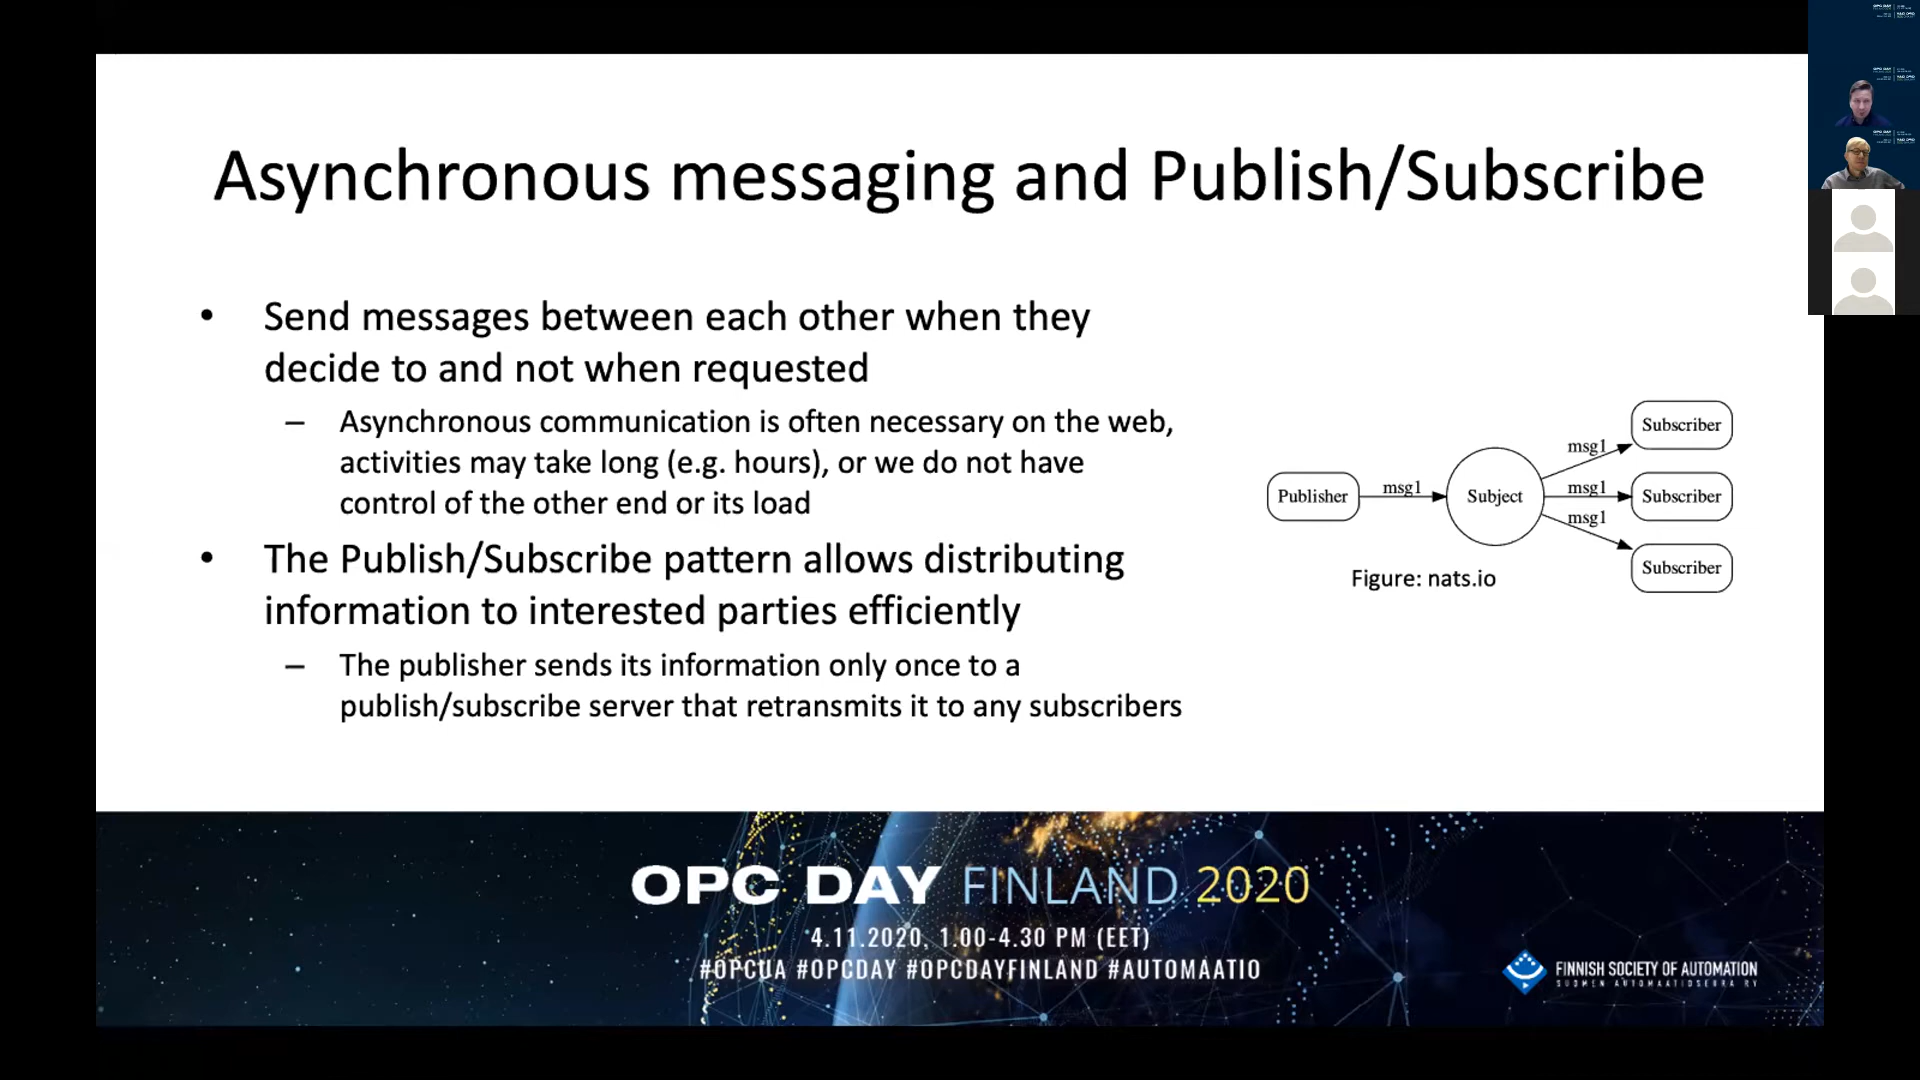 Asynchronous messaging and Publish/Subscribe
• Send messages between each other when they
decide to and not when requested
– Asynchronous communication is often necessary on the web,
activities may take long (e.g. hours), or we do not have
control of the other end or its load
• The Publish/Subscribe pattern allows distributing
information to interested parties efficiently
– The publisher sends its information only once to a
publish/subscribe server that retransmits it to any subscribers
Publisher
msg1
Subject
msg1
msg1
msg1
Subscriber
Subscriber
Subscriber
Figure: nats.io
OPC DAY FINLAND 2020
4.11.2020, 1.00-4.30 PM (EET)
#OPCUA #OPCDAY #OPCDAYFINLAND #AUTOMAATIO
FINNISH SOCIETY OF AUTOMATION
SUOMEN AUTOMAATIOSEURA RY